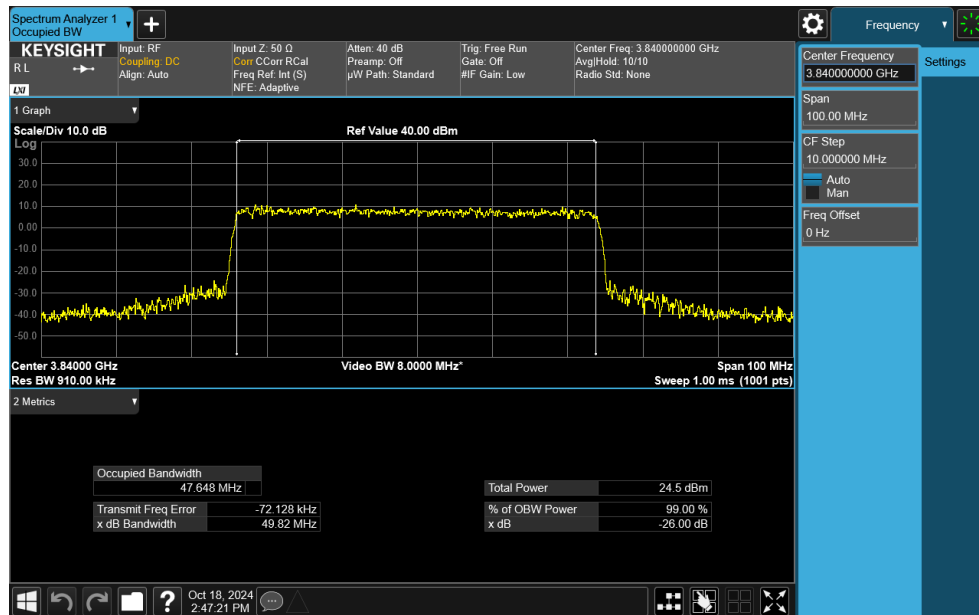 Spectrum Analyzer 1
Occupied BW
Frequency
KEYSIGHT
R L
LXI
Input: RF
Coupling: DC
Align: Auto
Input Z: 50 Ω
Corr CCorr RCal
Freq Ref: Int (S)
NFE: Adaptive
Atten: 40 dB
Preamp: Off
µW Path: Standard
Trig: Free Run
Gate: Off
#IF Gain: Low
Center Freq: 3.840000000 GHz
Avg|Hold: 10/10
Radio Std: None
Center Frequency
3.840000000 GHz
Settings
Span
100.00 MHz
CF Step
10.000000 MHz
Auto
Man
Freq Offset
0 Hz
1 Graph
Scale/Div 10.0 dB
Ref Value 40.00 dBm
Log
30.0
20.0
10.0
0.00
-10.0
-20.0
-30.0
-40.0
-50.0
Center 3.84000 GHz
Video BW 8.0000 MHz*
Span 100 MHz
Res BW 910.00 kHz
Sweep 1.00 ms (1001 pts)
2 Metrics
Occupied Bandwidth
47.648 MHz
Total Power 24.5 dBm
Transmit Freq Error -72.128 kHz
% of OBW Power 99.00 %
x dB Bandwidth 49.82 MHz
x dB -26.00 dB
?
Oct 18, 2024
2:47:21 PM